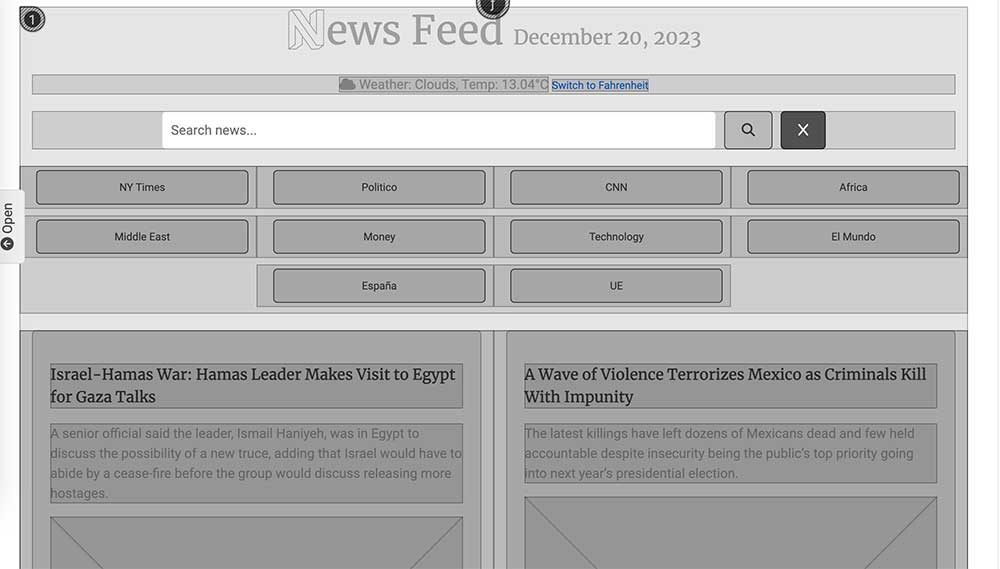 1
f
News Feed December 20, 2023
Weather: Clouds, Temp: 13.04°C Switch to Fahrenheit
Search news... X
NY Times Politico CNN Africa
Open
Middle East Money Technology El Mundo
España UE
Israel-Hamas War: Hamas Leader Makes Visit to Egypt
for Gaza Talks
A senior official said the leader, Ismail Haniyeh, was in Egypt to
discuss the possibility of a new truce, adding that Israel would have to
abide by a cease-fire before the group would discuss releasing more
hostages.
A Wave of Violence Terrorizes Mexico as Criminals Kill
With Impunity
The latest killings have left dozens of Mexicans dead and few held
accountable despite insecurity being the public's top priority going
into next year's presidential election.